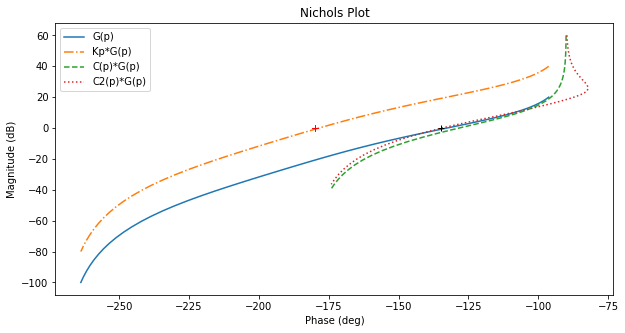 Nichols Plot
G(p)
Kp*G(p)
C(p)*G(p)
C2(p)*G(p)
Magnitude (dB)
60
40
20
0
−20
−40
−60
−80
−100
−250
−225
−200
−175
−150
−125
−100
−75
Phase (deg)